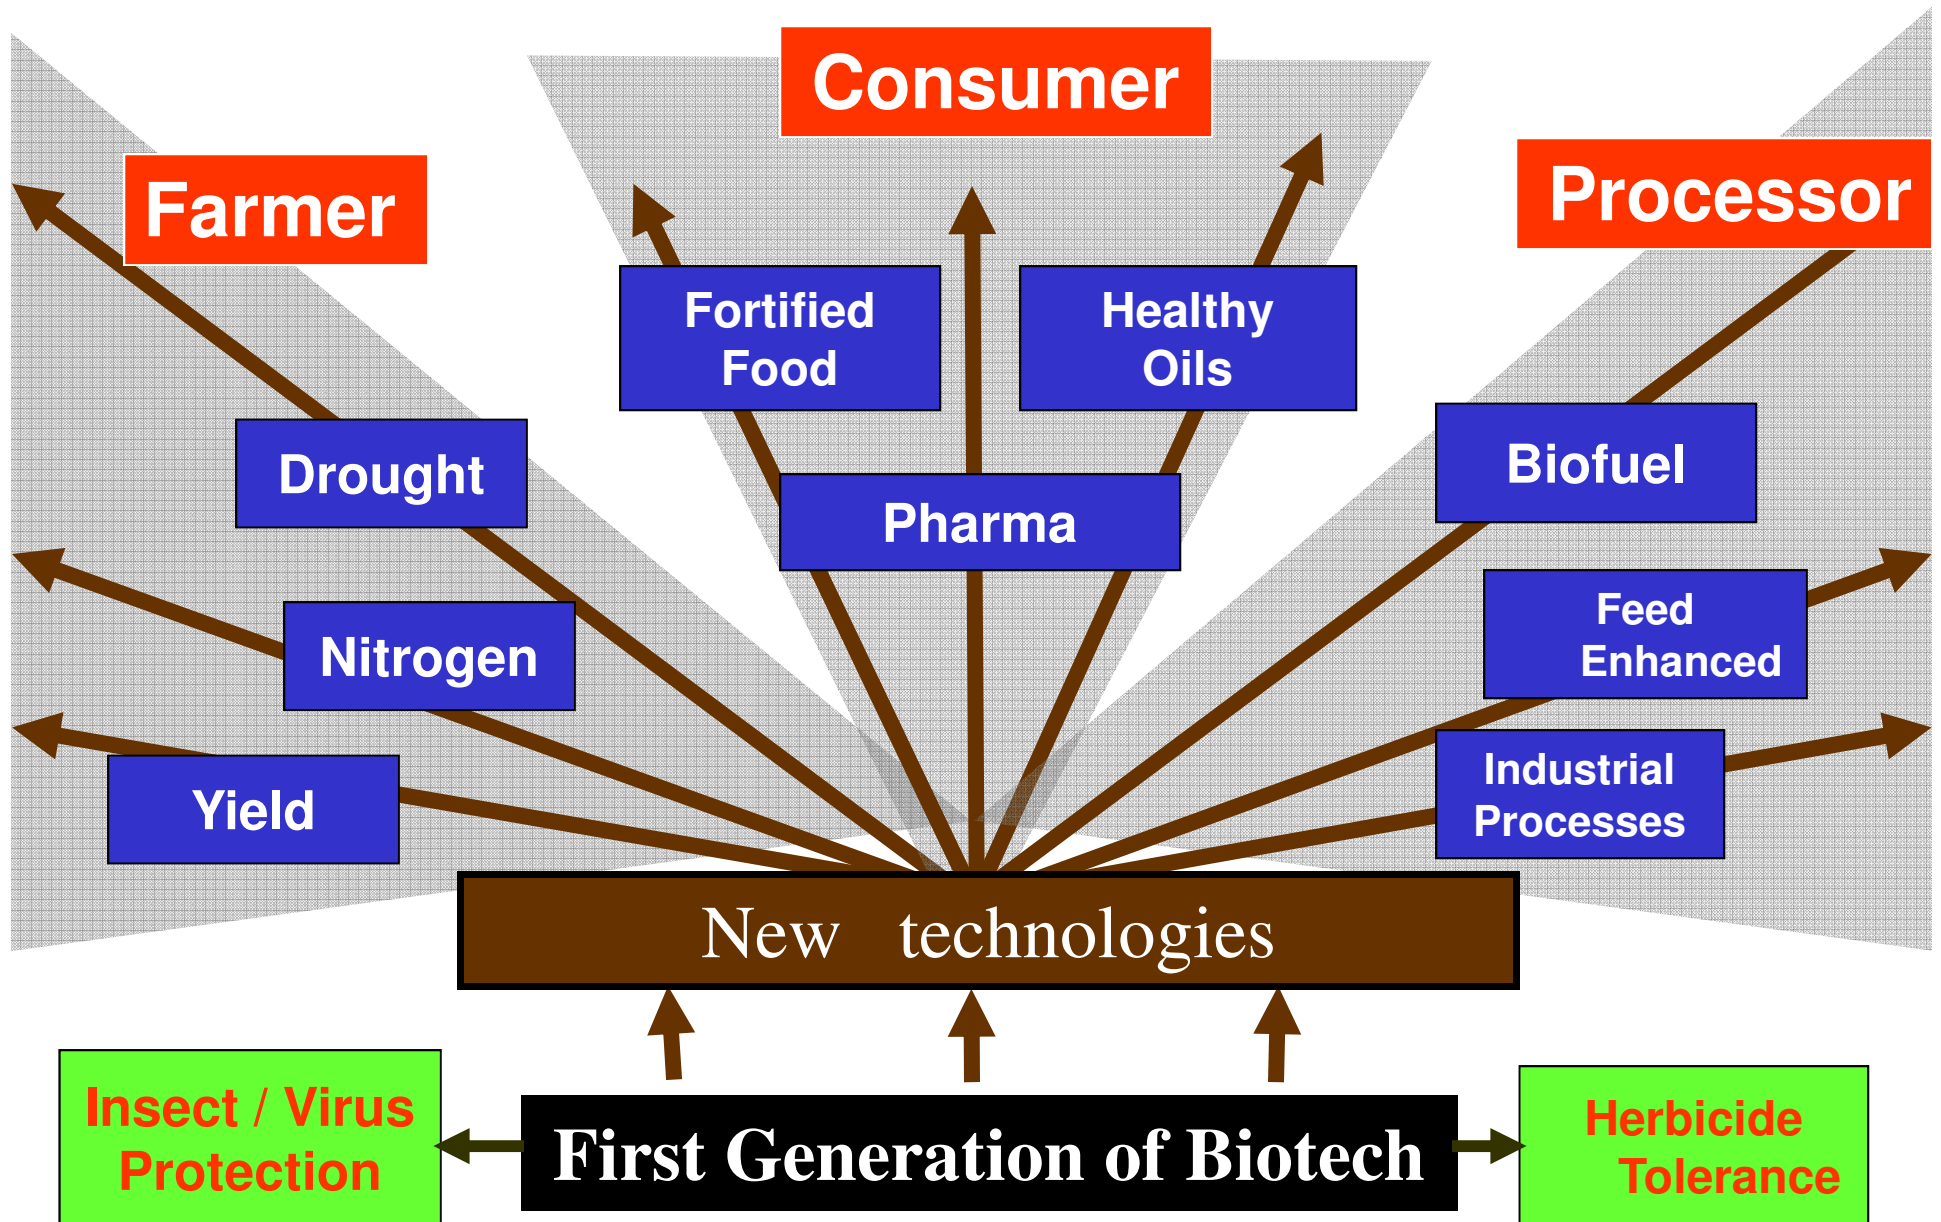 Consumer
Farmer
Processor
Fortified
Food
Healthy
Oils
Drought
Biofuel
Pharma
Nitrogen
Feed
Enhanced
Yield
Industrial
Processes
New technologies
Insect / Virus
Protection
First Generation of Biotech
Herbicide
Tolerance